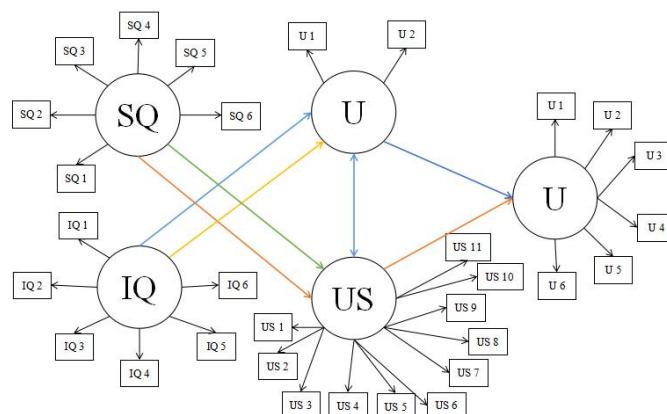 SQ 4
SQ 3
SQ 5
SQ 2
SQ
SQ 6
SQ 1
IQ 1
IQ 2
IQ
IQ 6
IQ 3
IQ 4
IQ 5
U 1
U 2
U
US
US 11
US 10
US 9
US 8
US 7
US 6
US 5
US 4
US 3
US 2
US 1
U 1
U 2
U 3
U
U 4
U 5
U 6